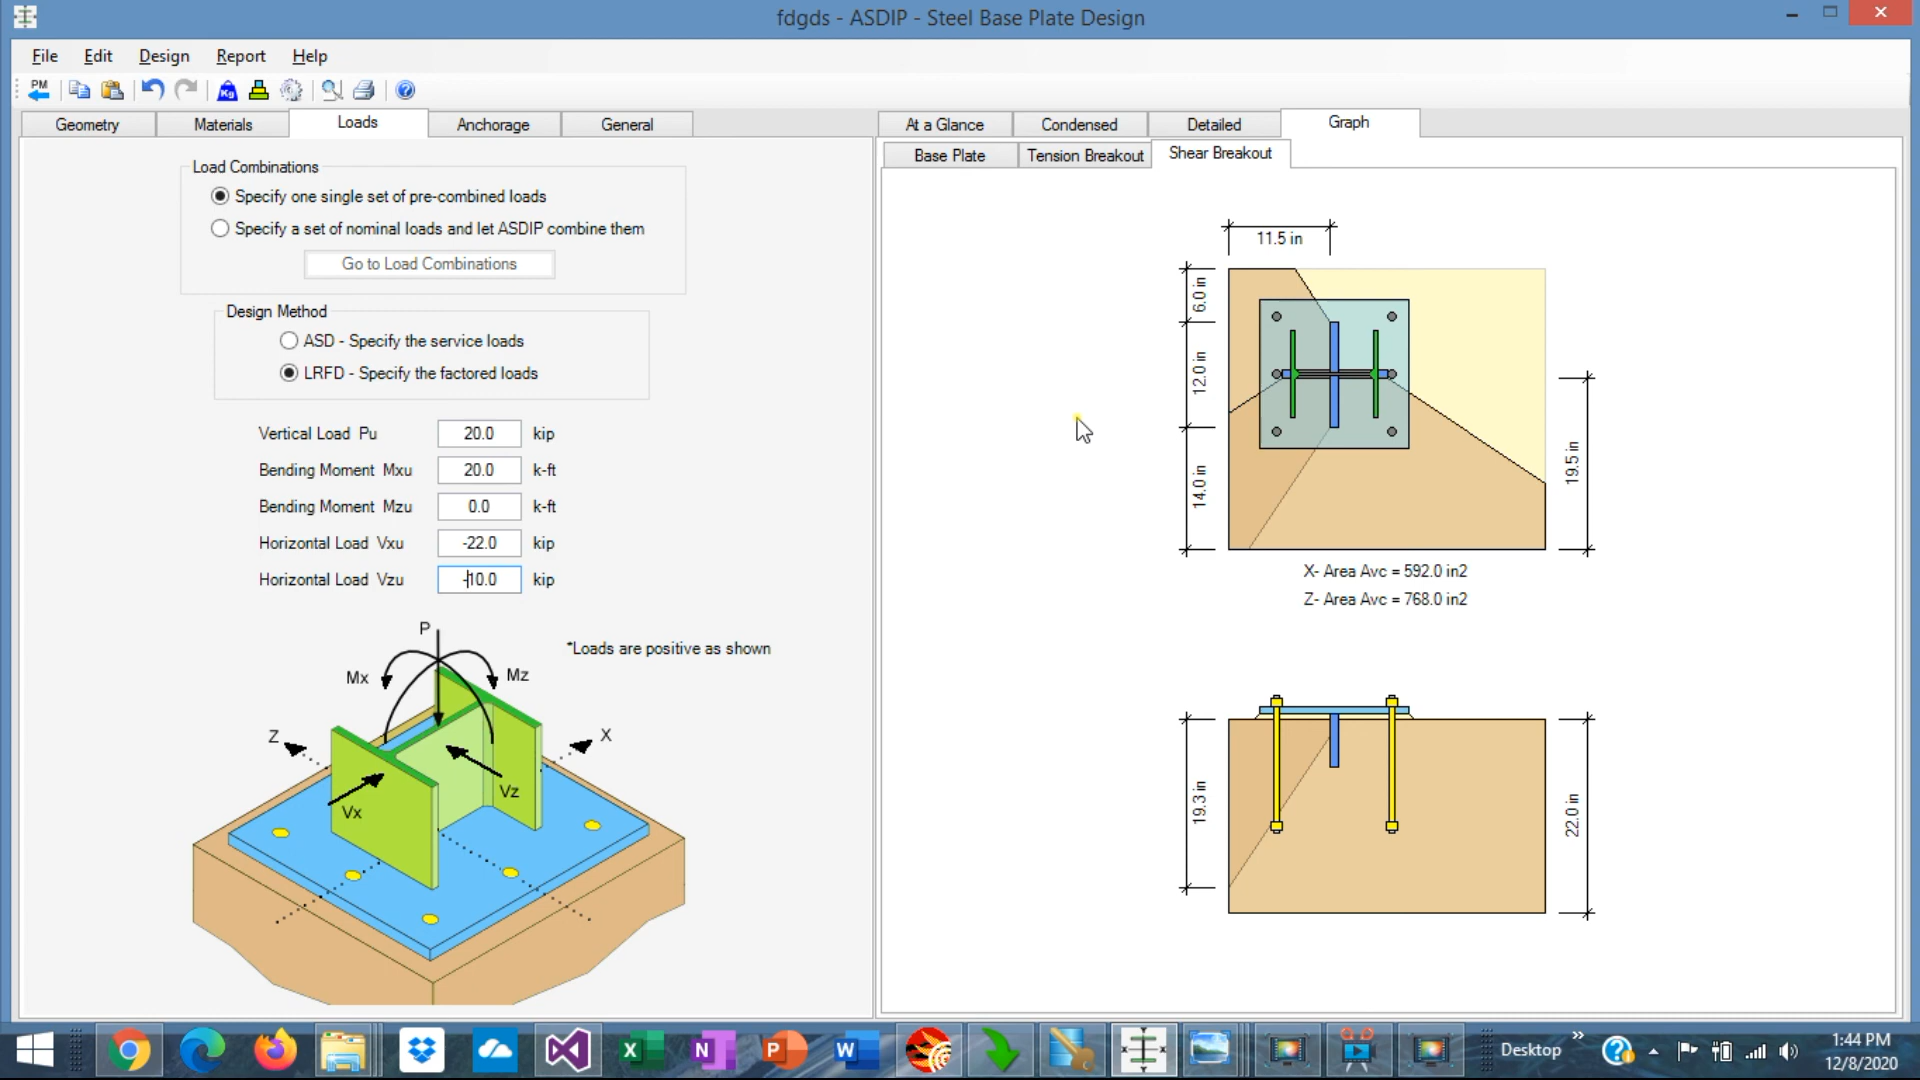 fdgds - ASDIP - Steel Base Plate Design
File Edit Design Report Help
PM Kg
Geometry Materials Loads Anchorage General
At a Glance Condensed Detailed Graph
Base Plate Tension Breakout Shear Breakout
Load Combinations
Specify one single set of pre-combined loads
Specify a set of nominal loads and let ASDIP combine them
Go to Load Combinations
Design Method
ASD - Specify the service loads
LRFD - Specify the factored loads
Vertical Load Pu 20.0 kip
Bending Moment Mxu 20.0 k-ft
Bending Moment Mzu 0.0 k-ft
Horizontal Load Vxu -22.0 kip
Horizontal Load Vzu -10.0 kip
*Loads are positive as shown
P
Mx
Mz
Z
X
Vx
Vz
11.5 in
6.0 in
12.0 in
14.0 in
19.5 in
X- Area Avc = 592.0 in2
Z- Area Avc = 768.0 in2
19.3 in
22.0 in
Desktop
1:44 PM
12/8/2020